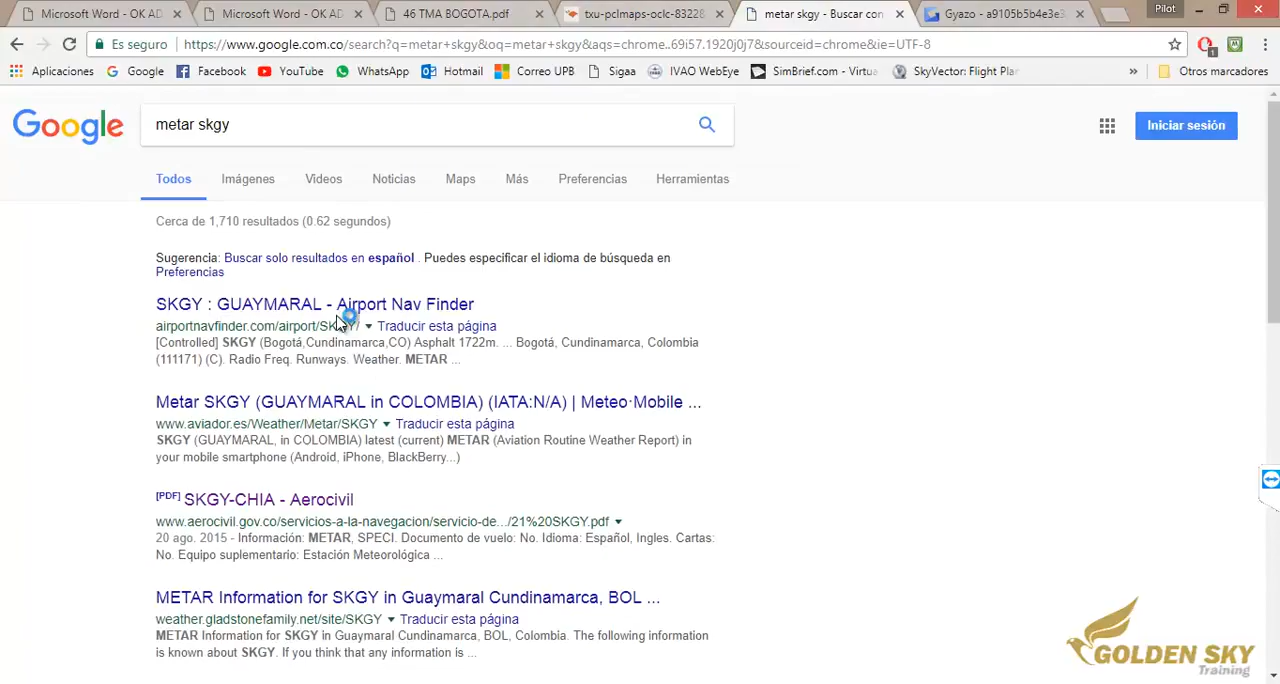 Microsoft Word - OK AD
Microsoft Word - OK AD
46 TMA BOGOTA.pdf
txu-pclmaps-oclc-83228
metar skgy - Buscar con
Gyazo - a9105b5b4e3e3
Pilot
Es seguro
https://www.google.com.co/search?q=metar+skgy&oq=metar+skgy&aqs=chrome..69i57.1920j0j7&sourceid=chrome&ie=UTF-8
1
Aplicaciones
Google
Facebook
YouTube
WhatsApp
Hotmail
Correo UPB
Sigaa
IVAO WebEye
SimBrief.com - Virtua
SkyVector: Flight Plan
»
Otros marcadores
Google
metar skgy
Iniciar sesión
Todos
Imágenes
Videos
Noticias
Maps
Más
Preferencias
Herramientas
Cerca de 1,710 resultados (0.62 segundos)
Sugerencia: Buscar solo resultados en español . Puedes especificar el idioma de búsqueda en
Preferencias
SKGY : GUAYMARAL - Airport Nav Finder
airportnavfinder.com/airport/SKGY/ Traducir esta página
[Controlled] SKGY (Bogotá,Cundinamarca,CO) Asphalt 1722m. ... Bogotá, Cundinamarca, Colombia
(111171) (C). Radio Freq. Runways. Weather. METAR ...
Metar SKGY (GUAYMARAL in COLOMBIA) (IATA:N/A) | Meteo·Mobile ...
www.aviador.es/Weather/Metar/SKGY Traducir esta página
SKGY (GUAYMARAL, in COLOMBIA) latest (current) METAR (Aviation Routine Weather Report) in
your mobile smartphone (Android, iPhone, BlackBerry...)
[PDF] SKGY-CHIA - Aerocivil
www.aerocivil.gov.co/servicios-a-la-navegacion/servicio-de.../21%20SKGY.pdf
20 ago. 2015 - Información: METAR, SPECI. Documento de vuelo: No. Idioma: Español, Ingles. Cartas:
No. Equipo suplementario: Estación Meteorológica ...
METAR Information for SKGY in Guaymaral Cundinamarca, BOL ...
weather.gladstonefamily.net/site/SKGY Traducir esta página
METAR Information for SKGY in Guaymaral Cundinamarca, BOL, Colombia. The following information
is known about SKGY. If you think that any information is ...
GOLDEN SKY
Training